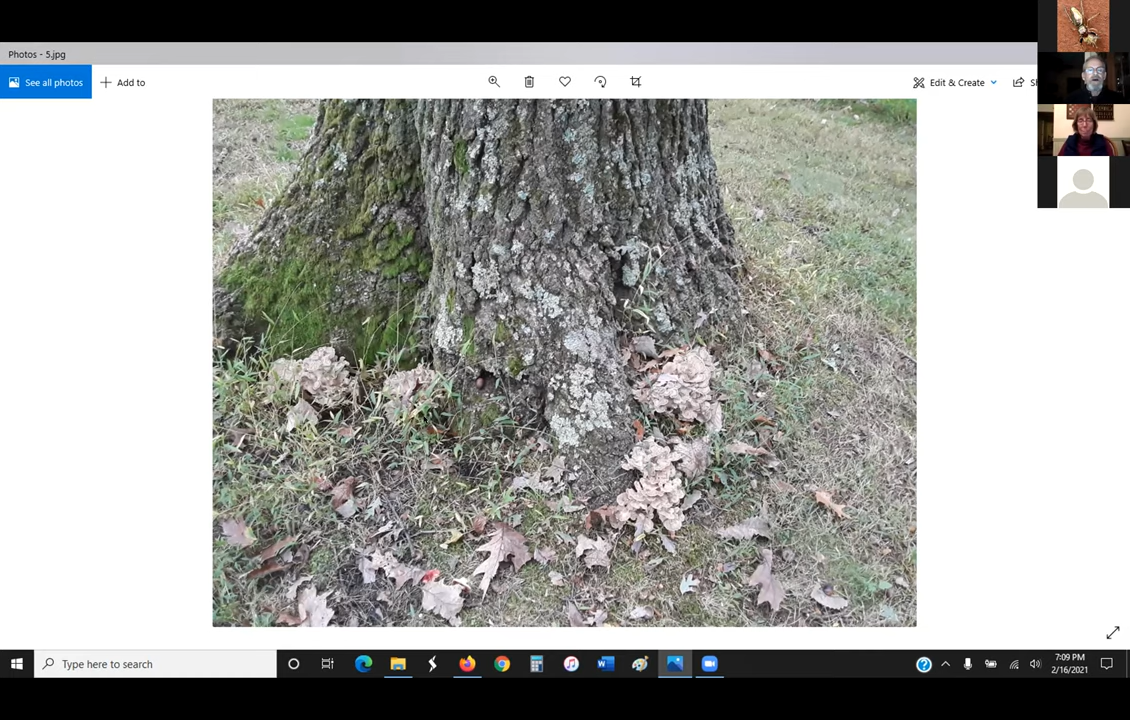 Photos - 5.jpg
See all photos
Add to
Edit & Create
Type here to search
7:09 PM
2/16/2021